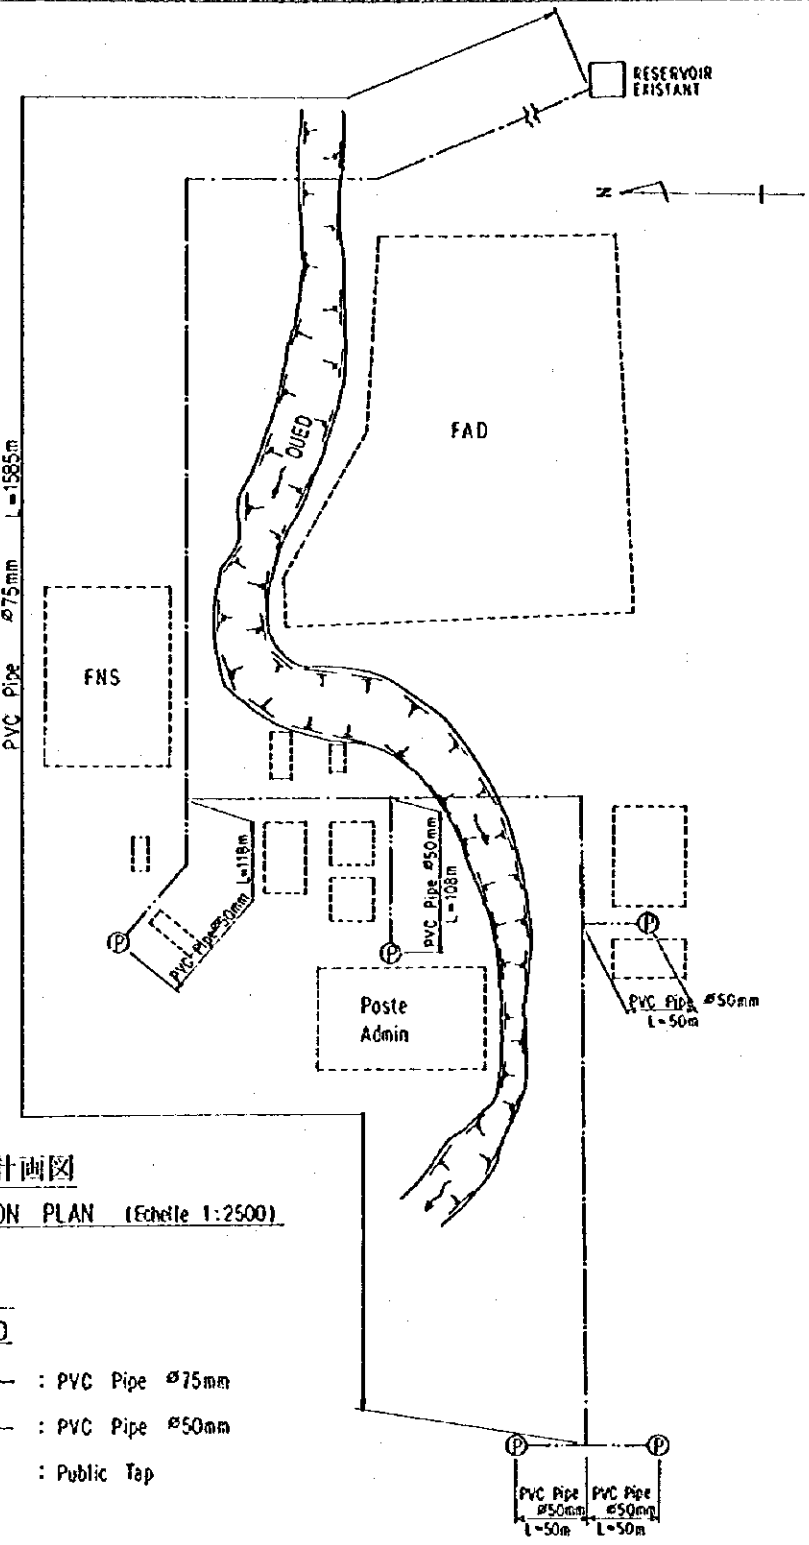 RESERVOIR
EXISTANT
N
FAD
OUED
PVC Pipe ø75mm L=1585m
FNS
L=118m
PVC Pipe ø50mm
PVC Pipe ø50mm
L=108m
Poste
Admin
PVC Pipe ø50mm
L=50m
計画図
ON PLAN (Echelle 1:2500)
: PVC Pipe ø75mm
: PVC Pipe ø50mm
: Public Tap
P
P
P
P
P
PVC Pipe
ø50mm
L=50m
PVC Pipe
ø50mm
L=50m